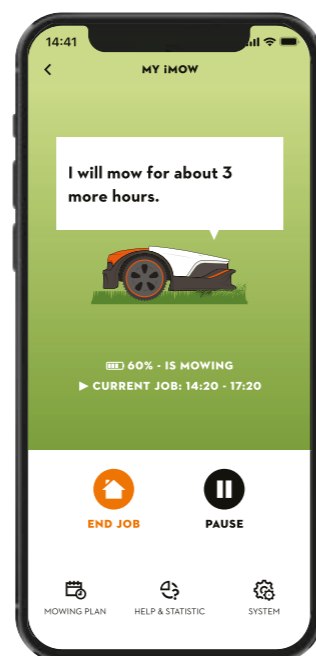 14:41
MY iMOW
I will mow for about 3
more hours.
60% - IS MOWING
CURRENT JOB: 14:20 - 17:20
END JOB
PAUSE
MOWING PLAN
HELP & STATISTIC
SYSTEM